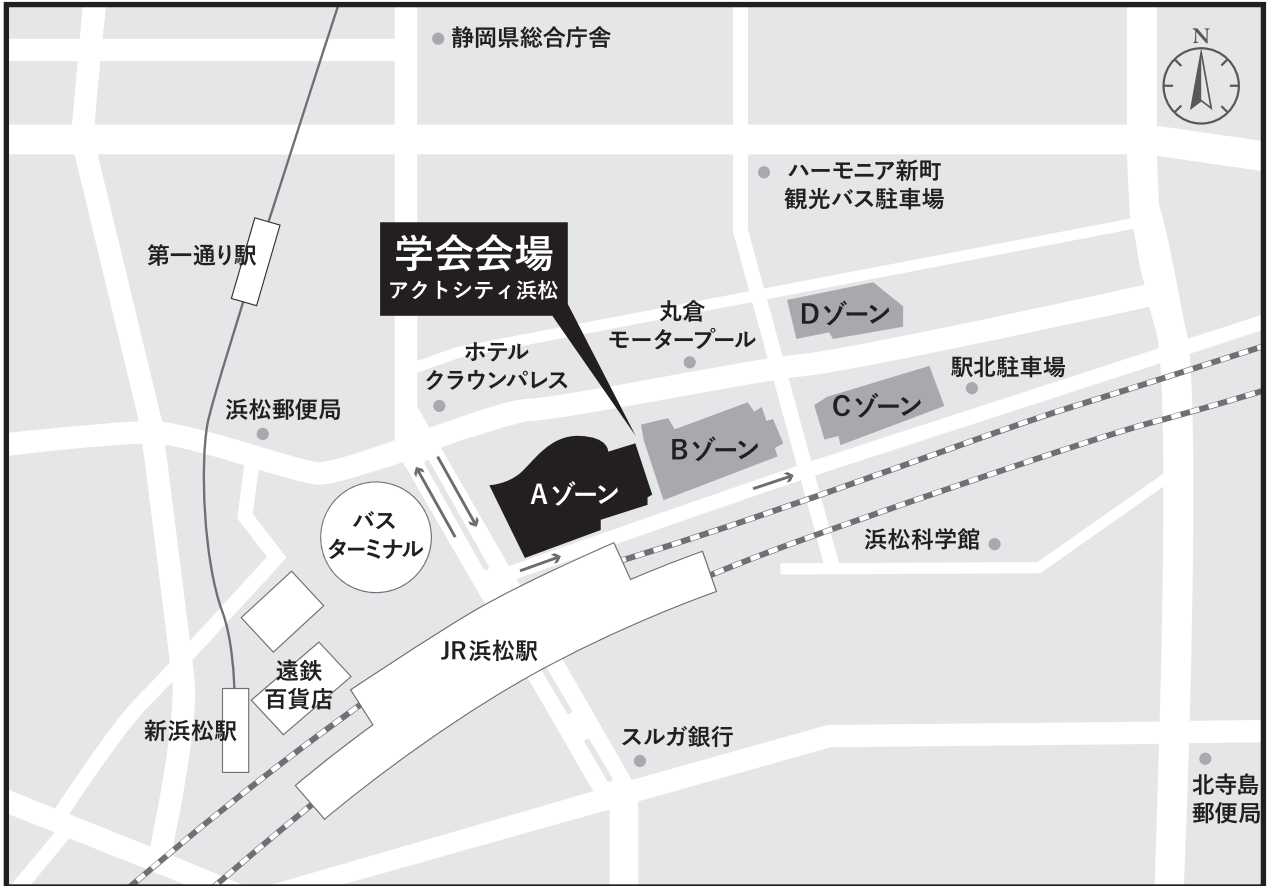 静岡県総合庁舎
N
ハーモニア新町
観光バス駐車場
第一通り駅
学会会場
アクトシティ浜松
丸倉
モータープール
Dゾーン
ホテル
クラウンパレス
駅北駐車場
浜松郵便局
Cゾーン
Bゾーン
Aゾーン
バス
ターミナル
浜松科学館
JR浜松駅
遠鉄
百貨店
新浜松駅
スルガ銀行
北寺島
郵便局